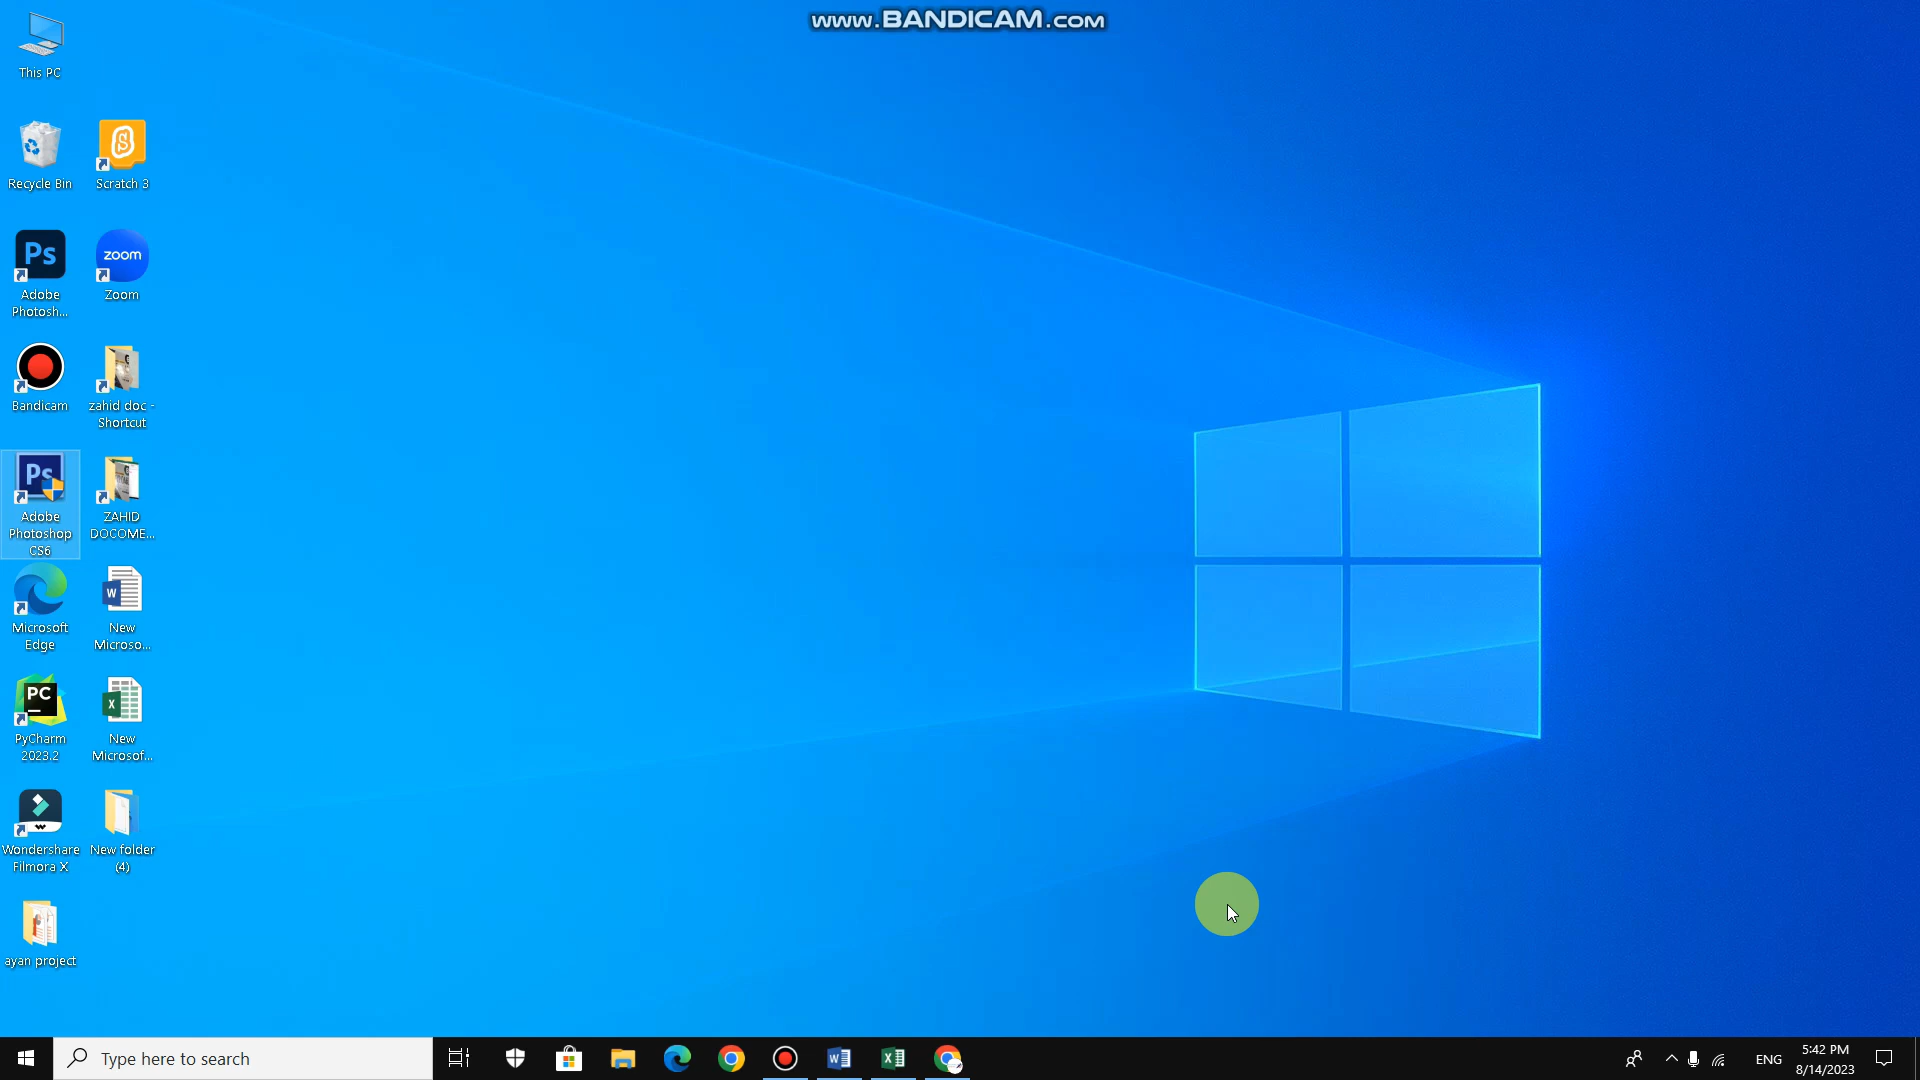 www.BANDICAM.com
This PC
Recycle Bin
Scratch 3
Ps
Adobe
Photosh...
zoom
Zoom
Bandicam
zahid doc -
Shortcut
Ps
Adobe
Photoshop
CS6
ZAHID
DOCOME...
Microsoft
Edge
W
New
Microso...
PC
PyCharm
2023.2
X
New
Microsof...
Wondershare
Filmora X
New folder
(4)
ayan project
Type here to search
ENG
5:42 PM
8/14/2023